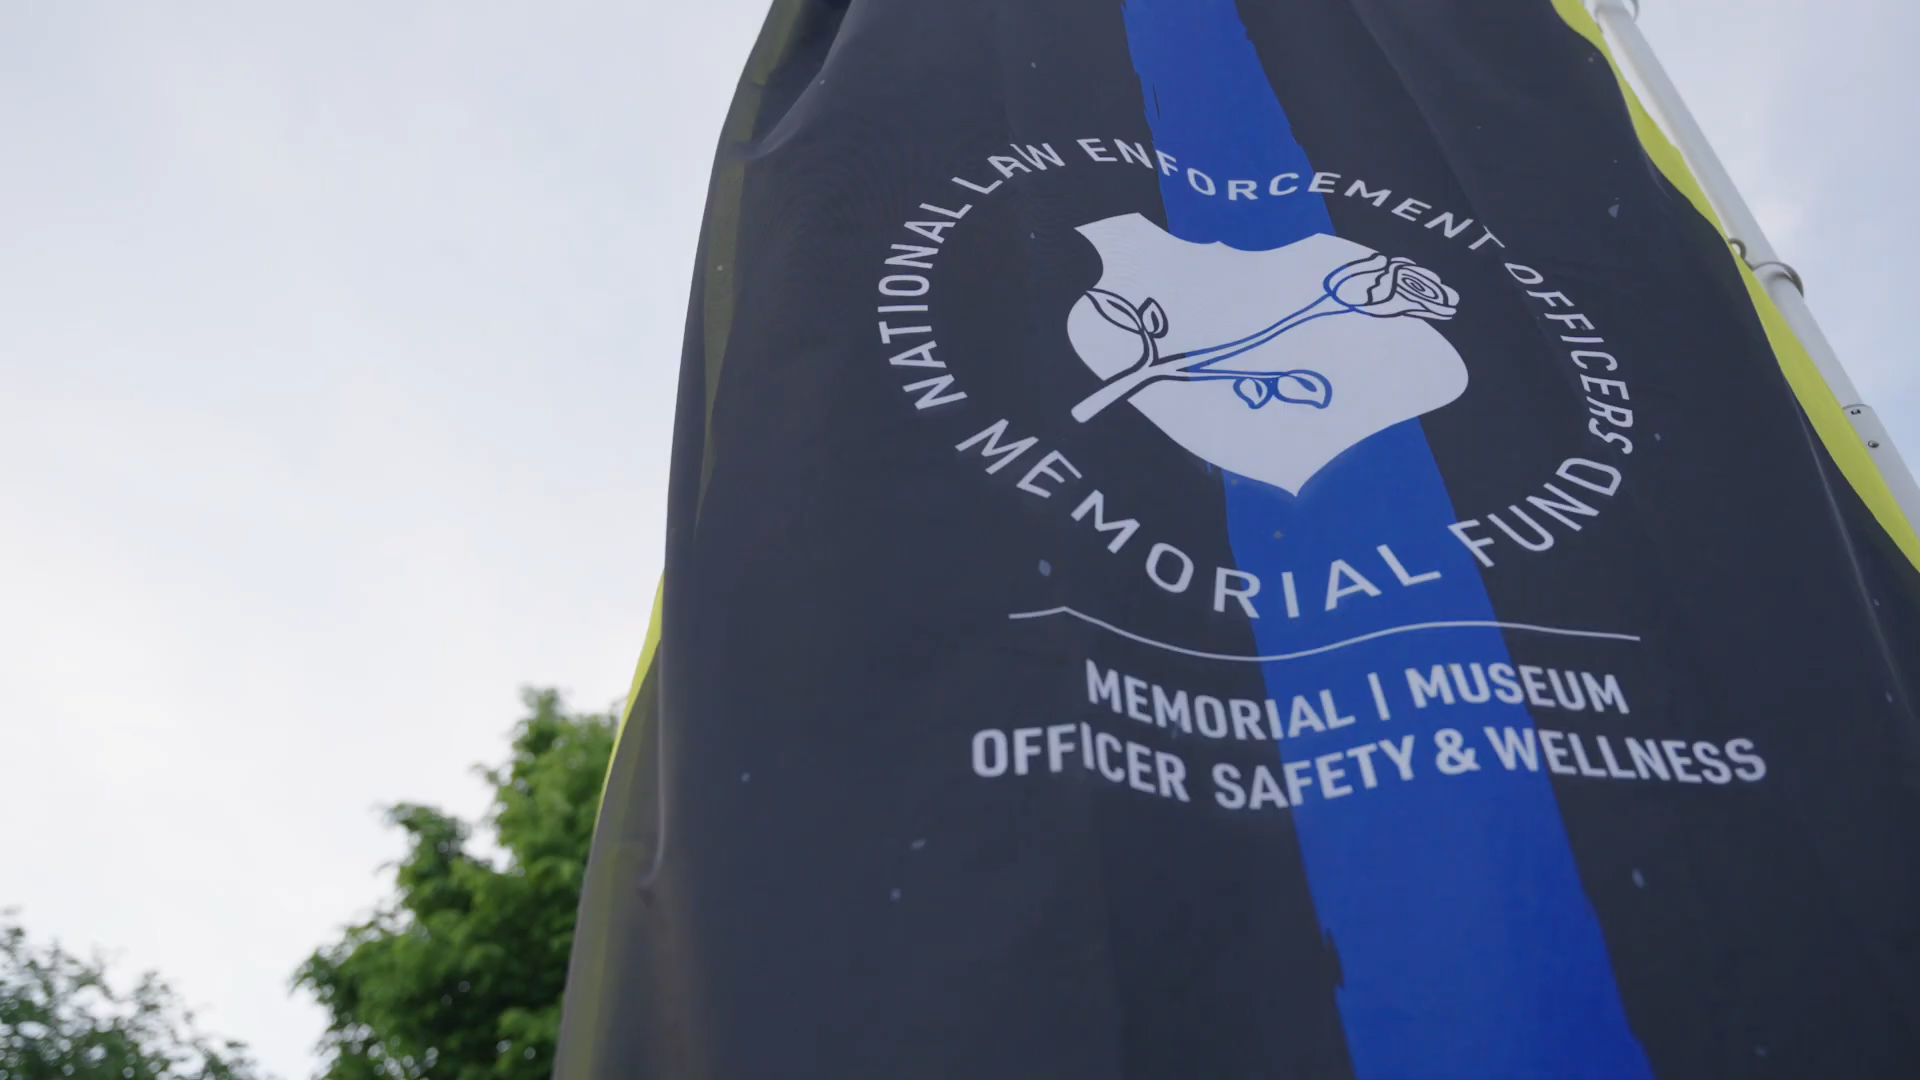 NATIONAL LAW ENFORCEMENT OFFICERS
MEMORIAL FUND
MEMORIAL | MUSEUM
OFFICER SAFETY & WELLNESS